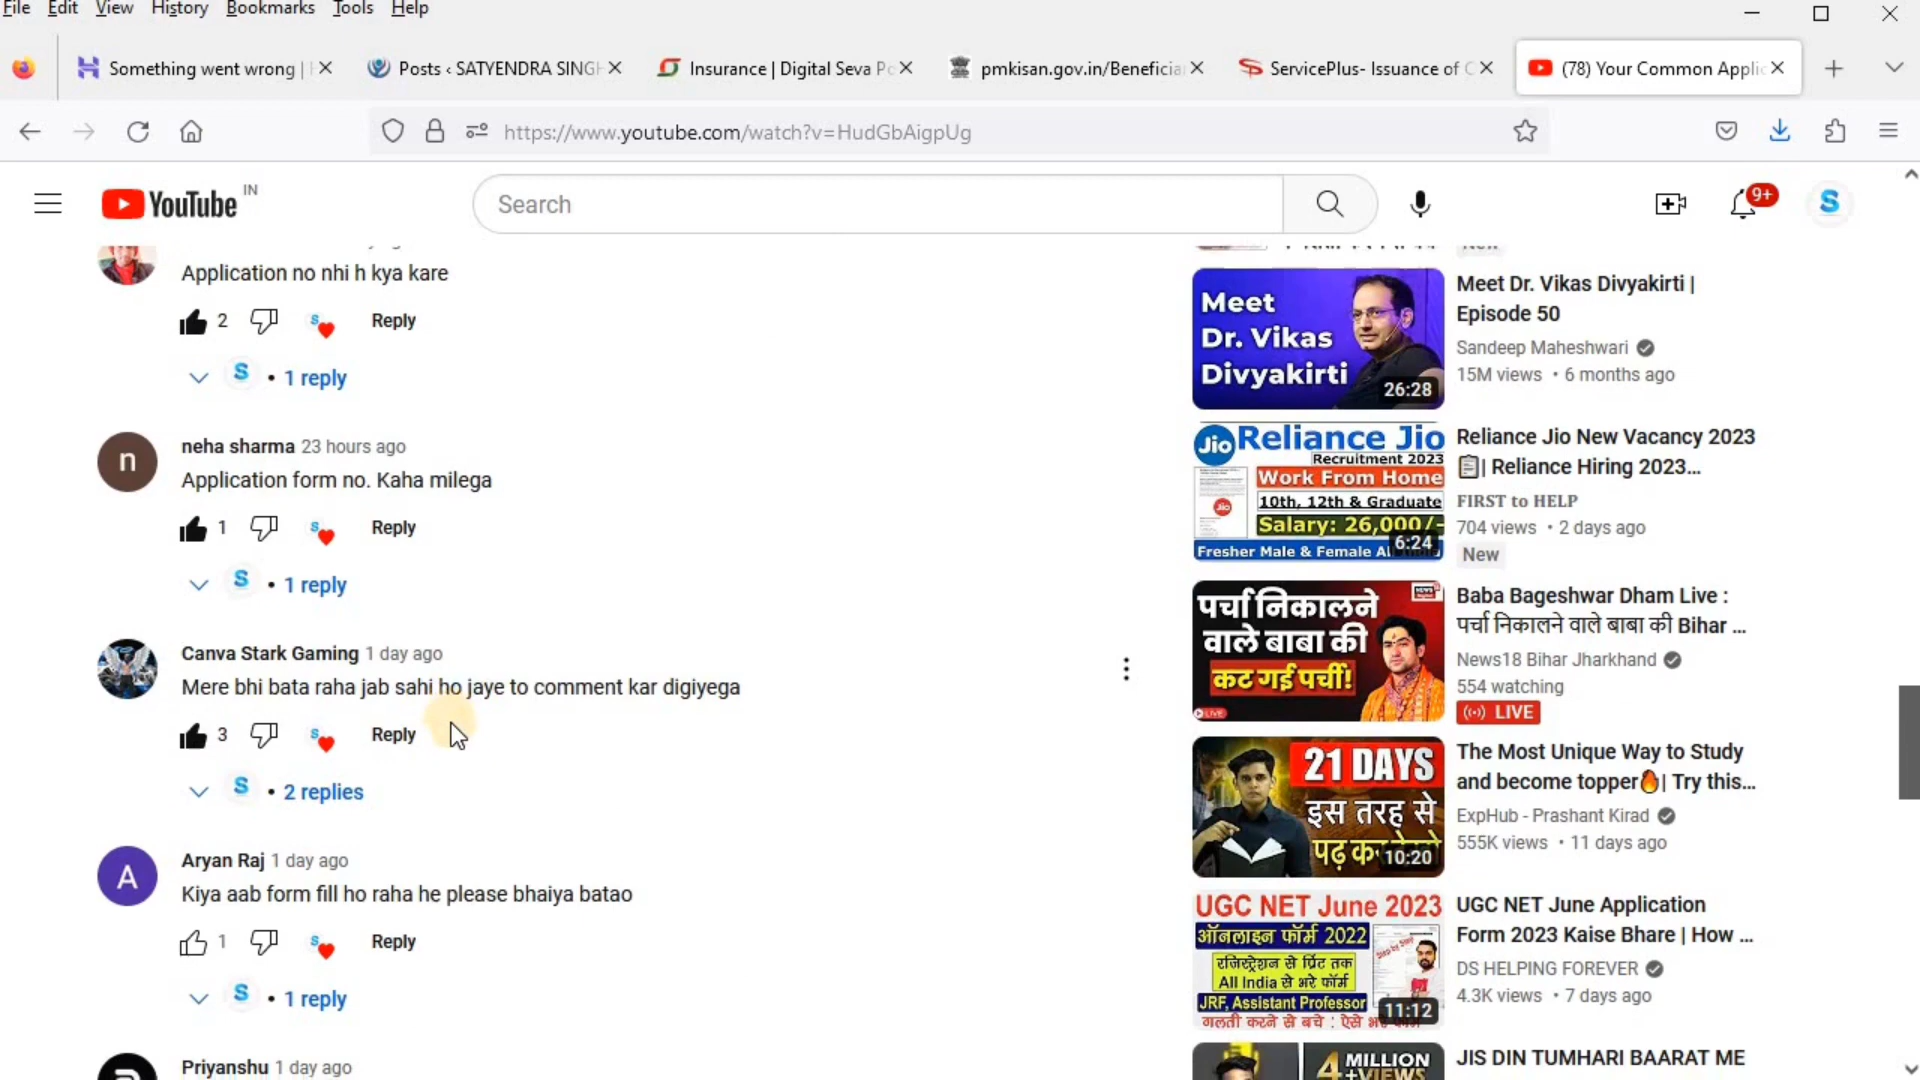 File Edit View History Bookmarks Tools Help
Something went wrong | Posts ‹ SATYENDRA SINGH Insurance | Digital Seva Po pmkisan.gov.in/Beneficiar ServicePlus- Issuance of C (78) Your Common Applic
https://www.youtube.com/watch?v=HudGbAigpUg
YouTube IN
Search
9+
S
Application no nhi h kya kare
2 Reply
S • 1 reply
n
neha sharma 23 hours ago
Application form no. Kaha milega
1 Reply
S • 1 reply
Canva Stark Gaming 1 day ago
Mere bhi bata raha jab sahi ho jaye to comment kar digiyega
3 Reply
S • 2 replies
A
Aryan Raj 1 day ago
Kiya aab form fill ho raha he please bhaiya batao
1 Reply
S • 1 reply
Priyanshu 1 day ago
Meet
Dr. Vikas
Divyakirti
26:28
Meet Dr. Vikas Divyakirti |
Episode 50
Sandeep Maheshwari
15M views • 6 months ago
Jio Reliance Jio
Recruitment 2023
Work From Home
10th, 12th & Graduate
Salary: 26,000/-
6:24
Fresher Male & Female
Reliance Jio New Vacancy 2023
| Reliance Hiring 2023...
FIRST to HELP
704 views • 2 days ago
New
पर्चा निकालने
वाले बाबा की
कट गई पर्ची!
LIVE
Baba Bageshwar Dham Live :
पर्चा निकालने वाले बाबा की Bihar ...
News18 Bihar Jharkhand
554 watching
LIVE
21 DAYS
इस तरह से
पढ़
10:20
The Most Unique Way to Study
and become topper🔥| Try this...
ExpHub - Prashant Kirad
555K views • 11 days ago
UGC NET June 2023
ऑनलाइन फॉर्म 2022
रजिस्ट्रेशन से प्रिंट तक
All India से भरे फॉर्म
JRF, Assistant Professor
गलती करने से बचे : ऐसे भरे फॉर्म
Step by Step
11:12
UGC NET June Application
Form 2023 Kaise Bhare | How ...
DS HELPING FOREVER
4.3K views • 7 days ago
4 MILLION
+VIEWS
JIS DIN TUMHARI BAARAT ME